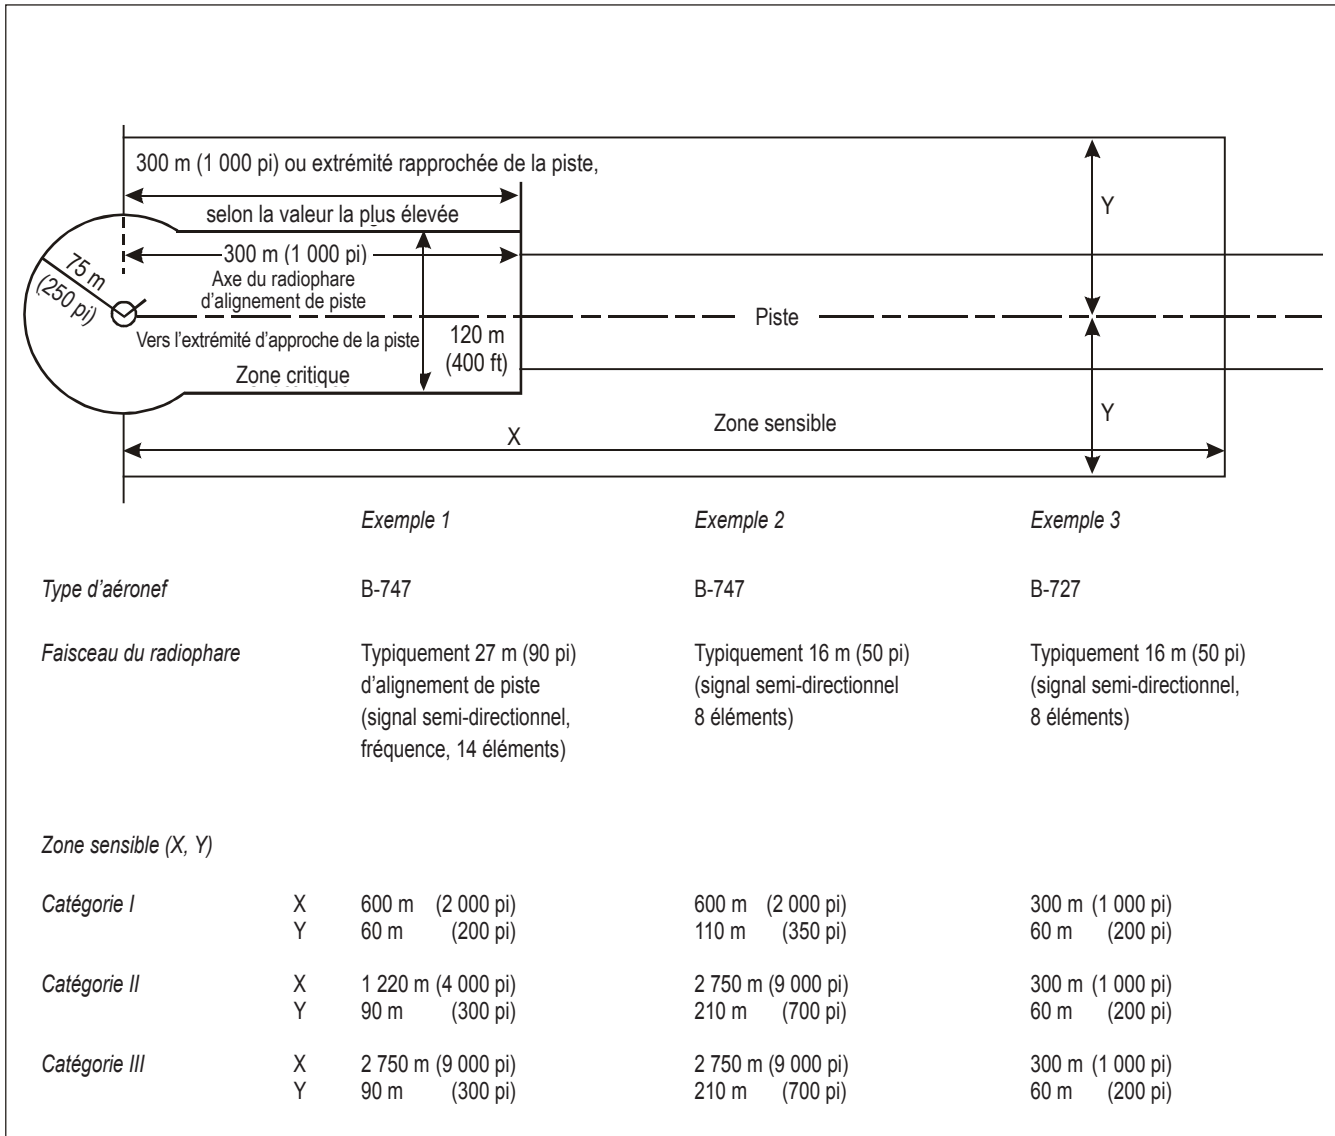 300 m (1 000 pi) ou extrémité rapprochée de la piste,
selon la valeur la plus élevée
Y
300 m (1 000 pi)
75 m
(250 pi)
Axe du radiophare
d'alignement de piste
Piste
Vers l'extrémité d'approche de la piste
120 m
(400 ft)
Zone critique
Y
Zone sensible
X
Exemple 1 Exemple 2 Exemple 3
Type d'aéronef B-747 B-747 B-727
Faisceau du radiophare Typiquement 27 m (90 pi) Typiquement 16 m (50 pi) Typiquement 16 m (50 pi)
d'alignement de piste (signal semi-directionnel (signal semi-directionnel,
(signal semi-directionnel, 8 éléments) 8 éléments)
fréquence, 14 éléments)
Zone sensible (X, Y)
Catégorie I X 600 m (2 000 pi) 600 m (2 000 pi) 300 m (1 000 pi)
Y 60 m (200 pi) 110 m (350 pi) 60 m (200 pi)
Catégorie II X 1 220 m (4 000 pi) 2 750 m (9 000 pi) 300 m (1 000 pi)
Y 90 m (300 pi) 210 m (700 pi) 60 m (200 pi)
Catégorie III X 2 750 m (9 000 pi) 2 750 m (9 000 pi) 300 m (1 000 pi)
Y 90 m (300 pi) 210 m (700 pi) 60 m (200 pi)